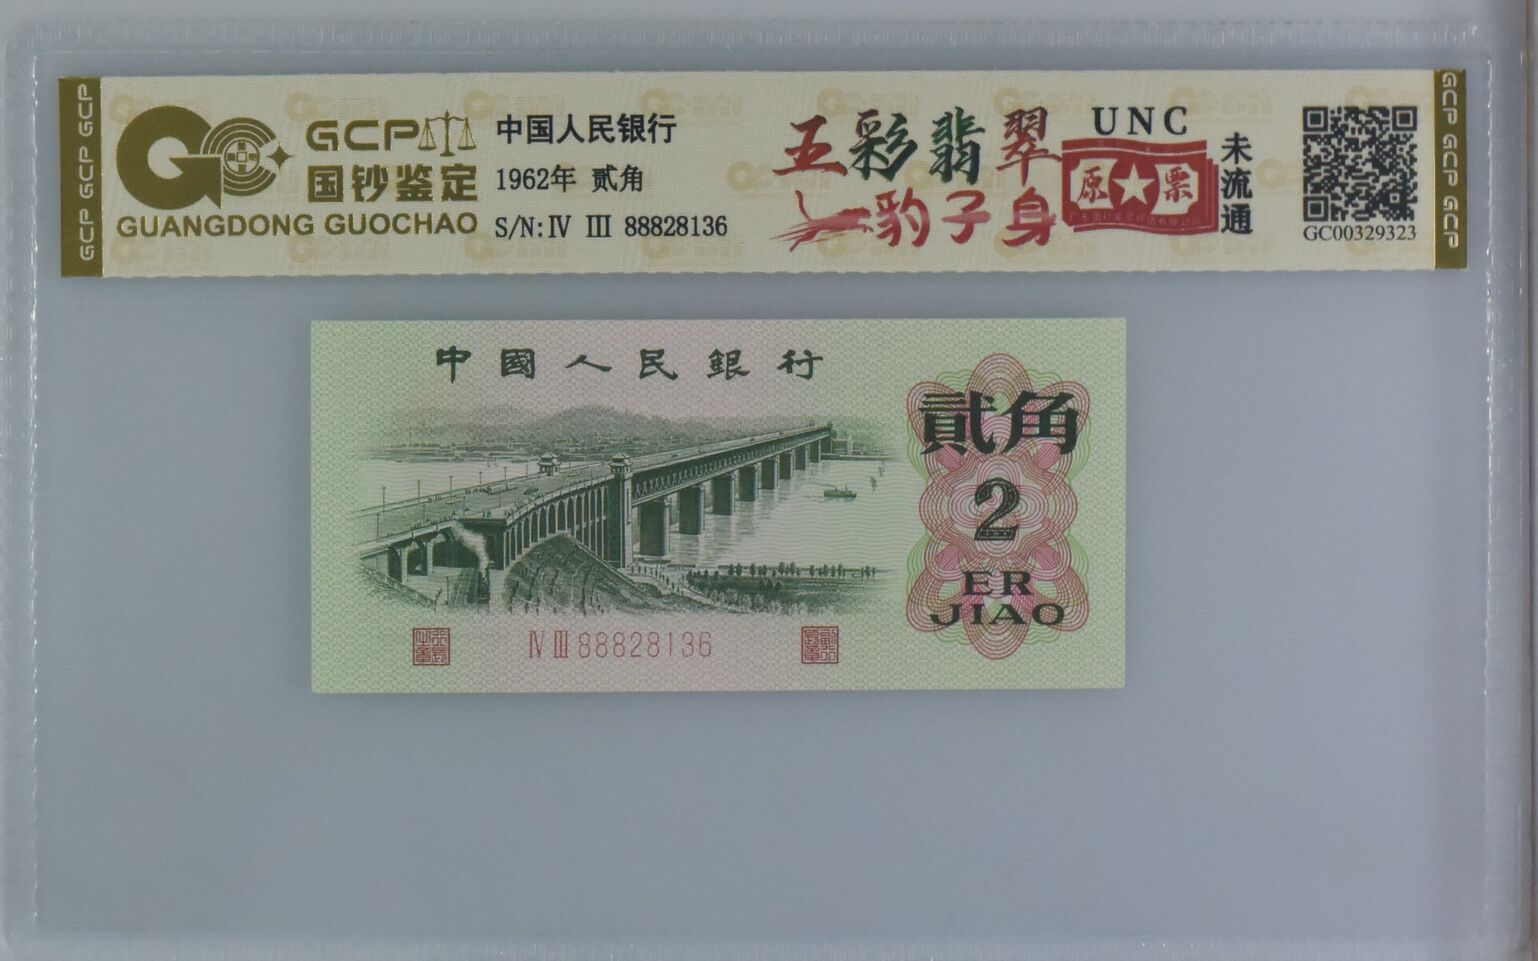 GCP GCP GCP
GCP
国钞鉴定
GUANGDONG GUOCHAO
中国人民银行
1962年 贰角
S/N:Ⅳ Ⅲ 88828136
五彩翡翠
豹子身
UNC
原票
未流通
GC00329323
GCP GCP GCP
中國人民銀行
貳角
2
ER
JIAO
Ⅳ Ⅲ 88828136